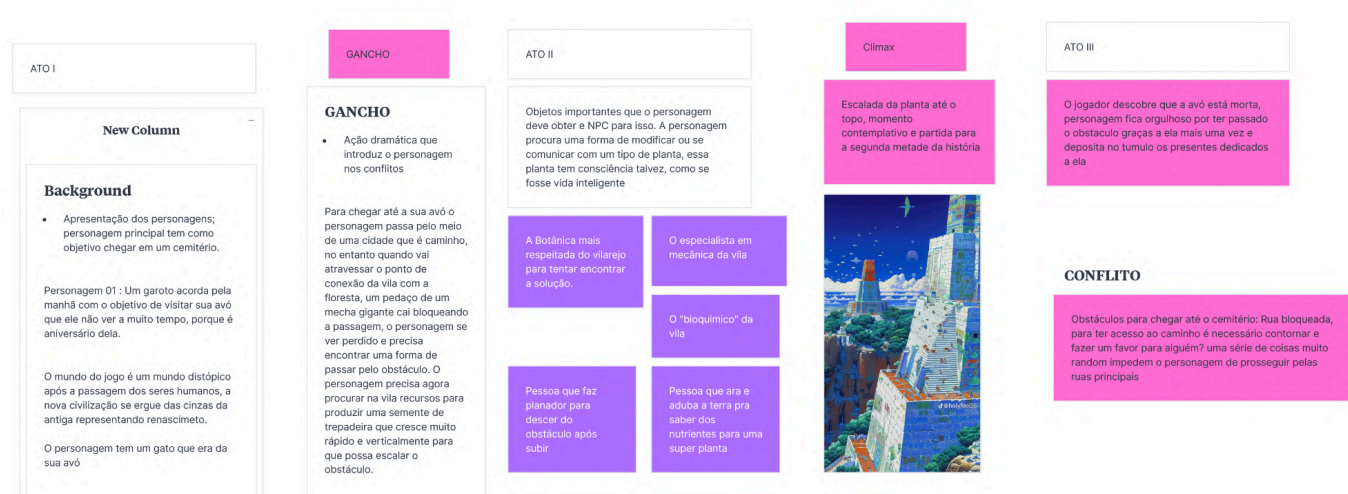 ATO I
New Column
Background
• Apresentação dos personagens;
personagem principal tem como
objetivo chegar em um cemitério.
Personagem 01 : Um garoto acorda pela
manhã com o objetivo de visitar sua avó
que ele não ver a muito tempo, porque é
aniversário dela.
O mundo do jogo é um mundo distópico
após a passagem dos seres humanos, a
nova civilização se ergue das cinzas da
antiga representando renascimeto.
O personagem tem um gato que era da
sua avó
GANCHO
GANCHO
• Ação dramática que
introduz o personagem
nos conflitos
Para chegar até a sua avó o
personagem passa pelo meio
de uma cidade que é caminho,
no entanto quando vai
atravessar o ponto de
conexão da vila com a
floresta, um pedaço de um
mecha gigante cai bloqueando
a passagem, o personagem se
ver perdido e precisa
encontrar uma forma de
passar pelo obstáculo. O
personagem precisa agora
procurar na vila recursos para
produzir uma semente de
trepadeira que cresce muito
rápido e verticalmente para
que possa escalar o
obstáculo.
ATO II
Objetos importantes que o personagem
deve obter e NPC para isso. A personagem
procura uma forma de modificar ou se
comunicar com um tipo de planta, essa
planta tem consciência talvez, como se
fosse vida inteligente
A Botânica mais
respeitada do vilarejo
para tentar encontrar
a solução.
O especialista em
mecânica da vila
O "bioquimico" da
vila
Pessoa que faz
planador para
descer do
obstáculo após
subir
Pessoa que ara e
aduba a terra pra
saber dos
nutrientes para uma
super planta
Climax
Escalada da planta até o
topo, momento
contemplativo e partida para
a segunda metade da história
@holyfool26
ATO III
O jogador descobre que a avó está morta,
personagem fica orgulhoso por ter passado
o obstaculo graças a ela mais uma vez e
deposita no tumulo os presentes dedicados
a ela
CONFLITO
Obstáculos para chegar até o cemitério: Rua bloqueada,
para ter acesso ao caminho é necessário contornar e
fazer um favor para alguém? uma série de coisas muito
random impedem o personagem de prosseguir pelas
ruas principais